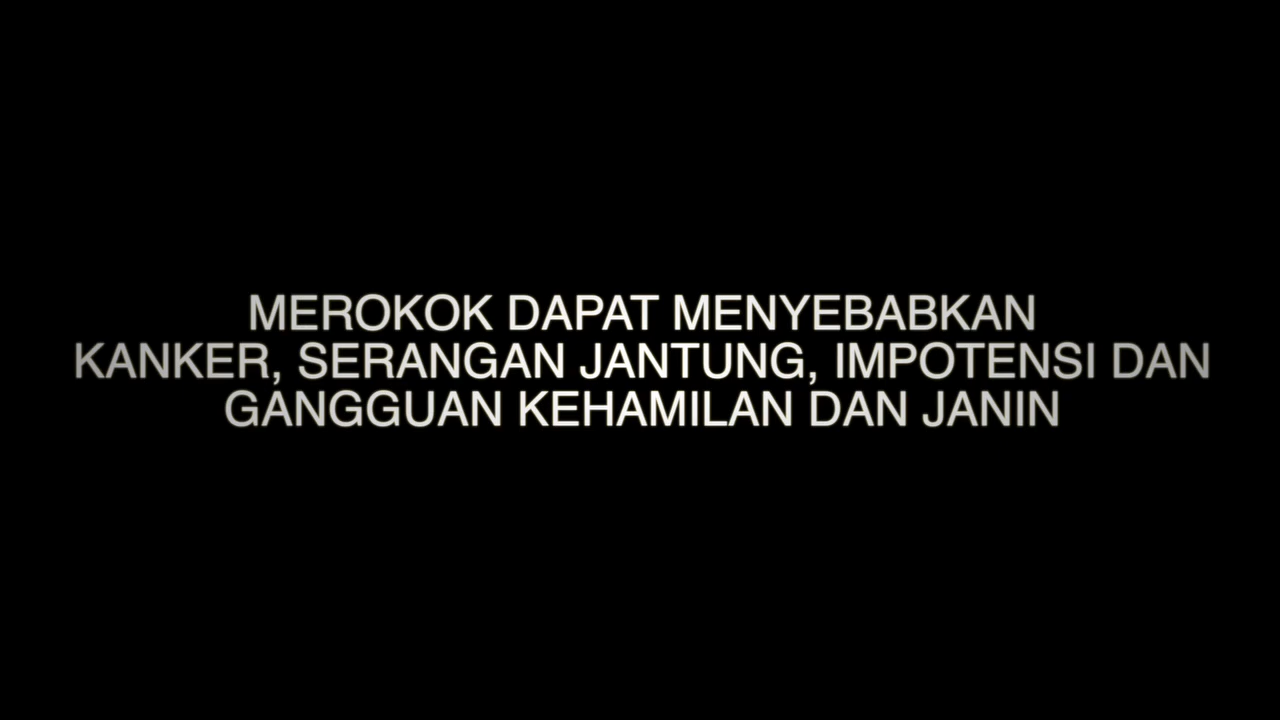 MEROKOK DAPAT MENYEBABKAN
KANKER, SERANGAN JANTUNG, IMPOTENSI DAN
GANGGUAN KEHAMILAN DAN JANIN